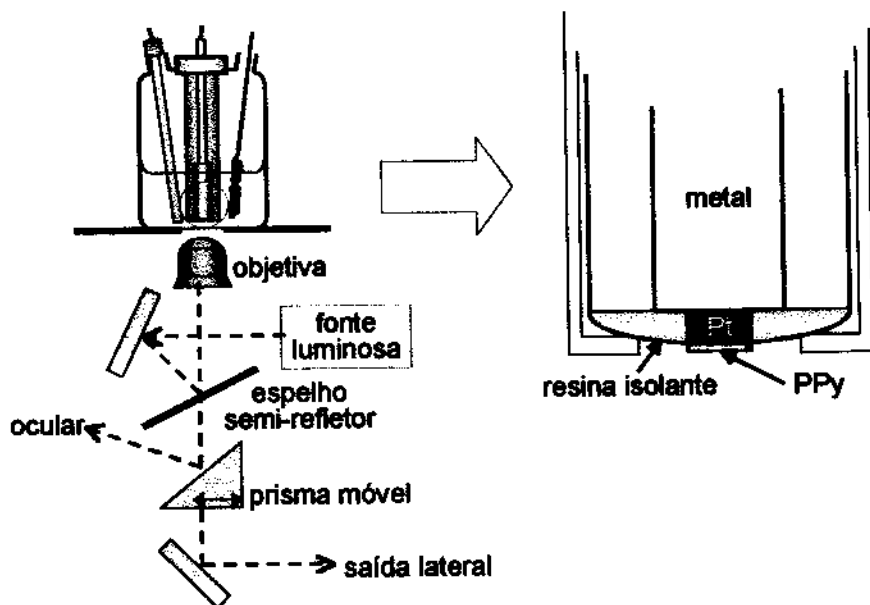 objetiva
fonte
luminosa
espelho
semi-refletor
ocular
prisma móvel
saída lateral
metal
Pt
resina isolante
PPy